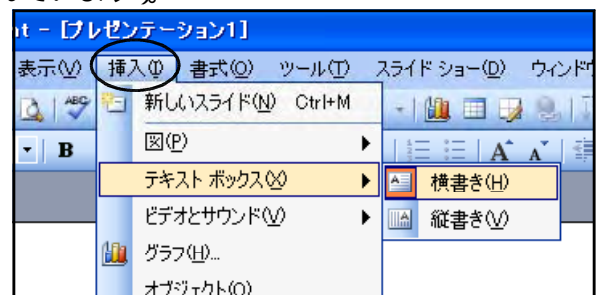 nt - [プレゼンテーション1]
表示(V) 挿入(I) 書式(O) ツール(T) スライド ショー(D) ウィンドウ
新しいスライド(N) Ctrl+M
図(P)
B
テキスト ボックス(X)
横書き(H)
ビデオとサウンド(V)
縦書き(V)
グラフ(H)...
オブジェクト(O)